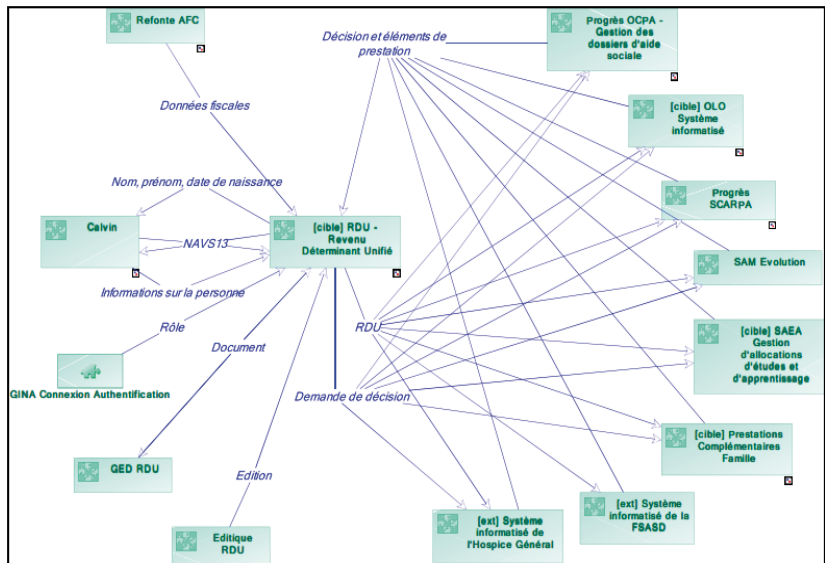 Refonte AFC
Décision et éléments de
prestation
Progrès OCPA -
Gestion des
dossiers d'aide
sociale
Données fiscales
[cible] OLO
Système
informatisé
Nom, prénom, date de naissance
Progrès
SCARPA
Calvin
NAVS13
[cible] RDU -
Revenu
Déterminant Unifié
SAM Evolution
Informations sur la personne
Rôle
RDU
[cible] SAEA
Gestion
d'allocations
d'études et
d'apprentissage
Document
GINA Connexion Authentification
Demande de décision
[cible] Prestations
Complémentaires
Famille
GED RDU
Edition
[ext] Système
informatisé de la
FSASD
[ext] Système
informatisé de
l'Hospice Général
Editique
RDU